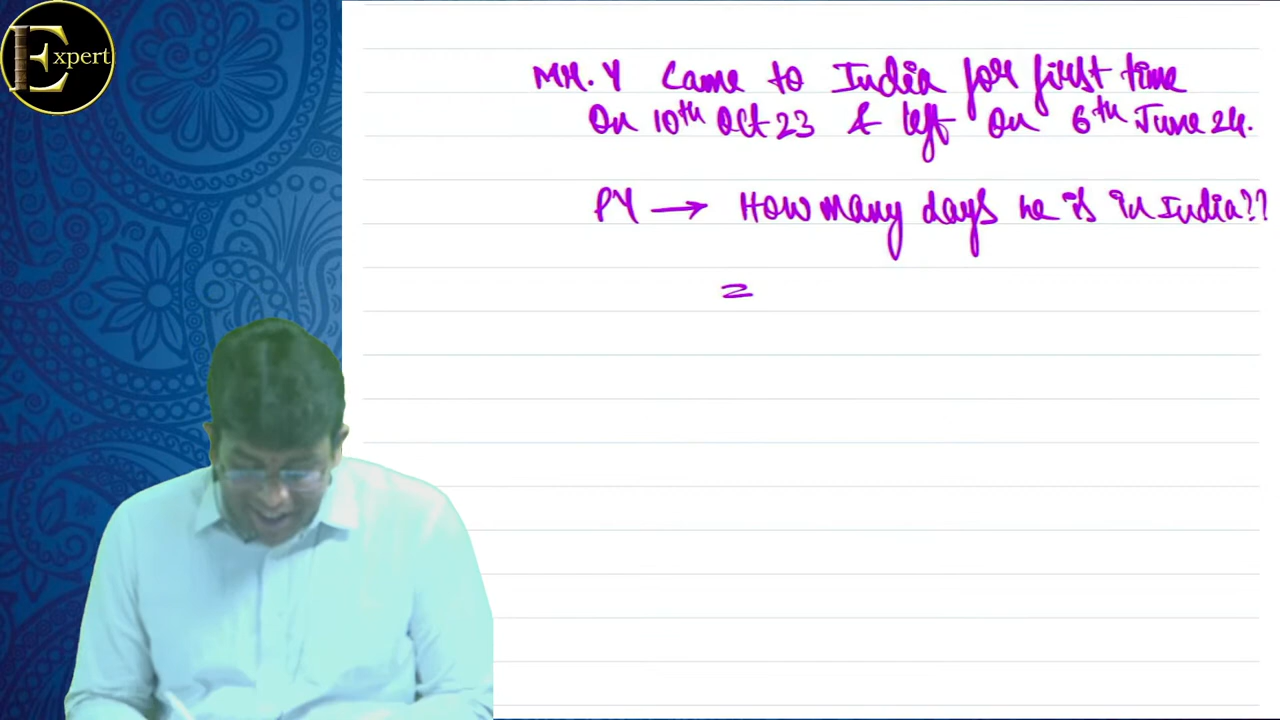 Expert
MR. Y Came to India for first time
On 10th Oct 23 & left on 6th June 24.
PY → How many days he is in India??
=